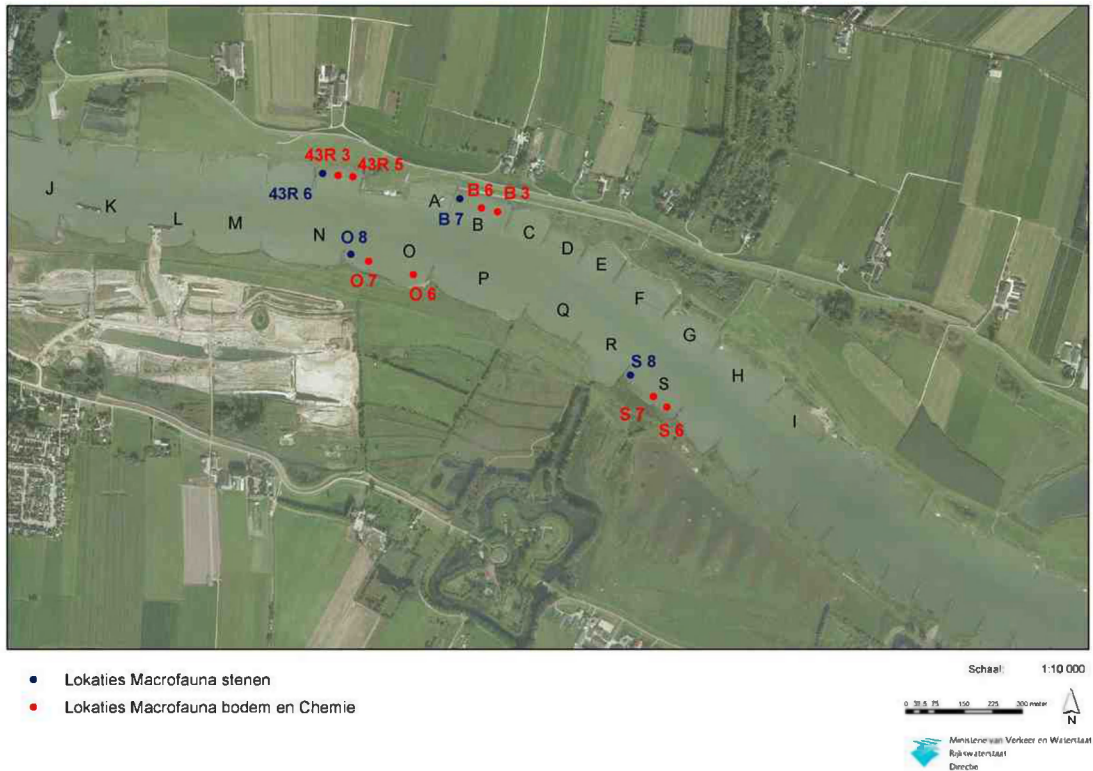 43R 3
43R 5
43R 6
J
K
L
M
N
A
B 6
B 3
B 7
B
C
D
E
F
G
H
I
O 8
O
O 7
O 6
P
Q
R
S 8
S
S 7
S 6
Lokaties Macrofauna stenen
Lokaties Macrofauna bodem en Chemie
Schaal: 1:10 000
0 37,5 75 150 225 300 meter
N
Ministerie van Verkeer en Waterstaat
Rijkswaterstaat
Directie